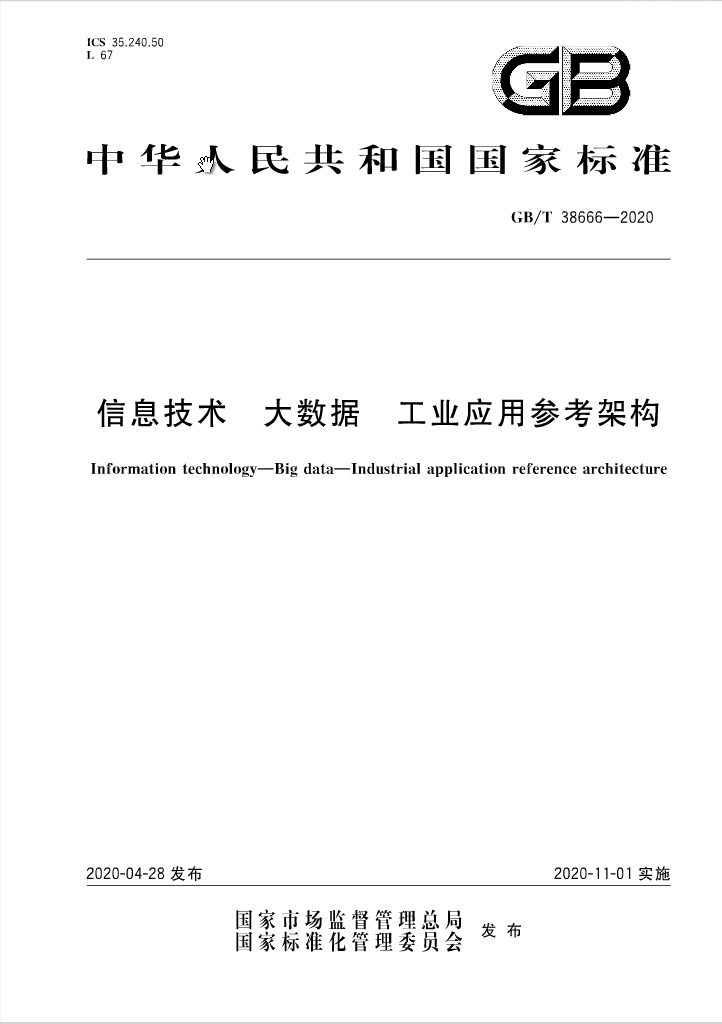 ICS 35.240.50
L 67
GB
中华人民共和国国家标准
GB/T 38666—2020
信息技术 大数据 工业应用参考架构
Information technology—Big data—Industrial application reference architecture
2020-04-28 发布 2020-11-01 实施
国家市场监督管理总局
国家标准化管理委员会 发布